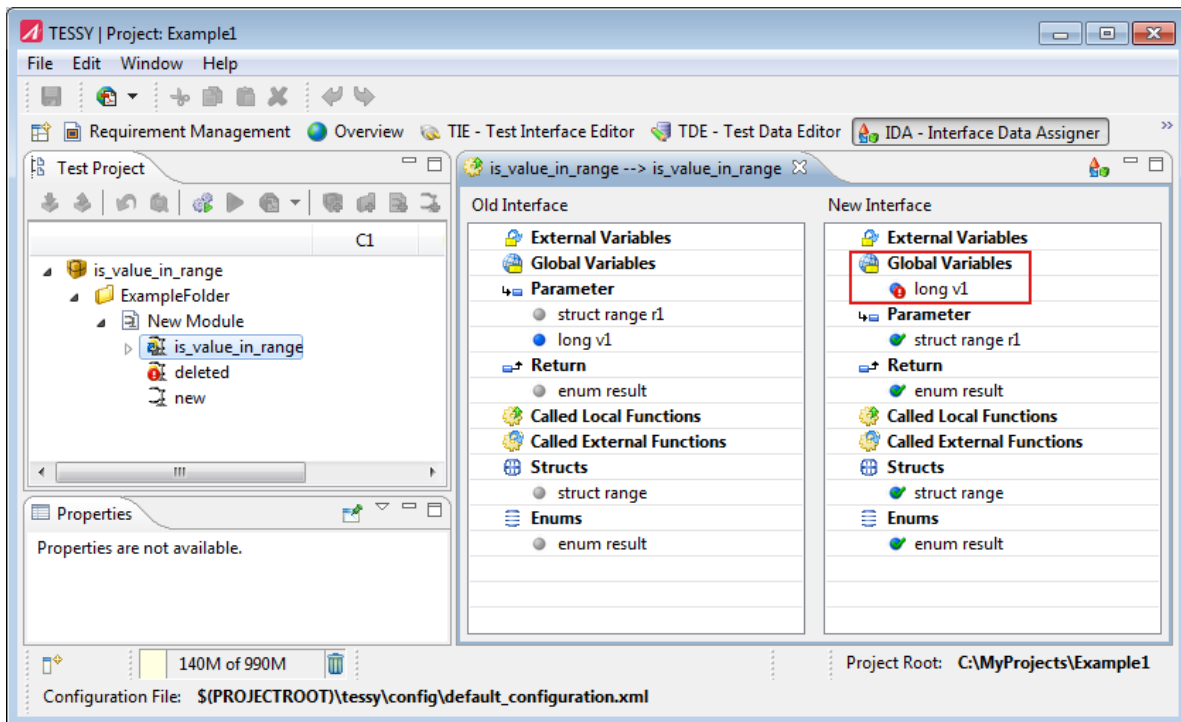 TESSY | Project: Example1
File Edit Window Help
Requirement Management Overview TIE - Test Interface Editor TDE - Test Data Editor IDA - Interface Data Assigner »
Test Project
is_value_in_range --> is_value_in_range
C1
is_value_in_range
ExampleFolder
New Module
is_value_in_range
deleted
new
Properties
Properties are not available.
Old Interface
External Variables
Global Variables
Parameter
struct range r1
long v1
Return
enum result
Called Local Functions
Called External Functions
Structs
struct range
Enums
enum result
New Interface
External Variables
Global Variables
long v1
Parameter
struct range r1
Return
enum result
Called Local Functions
Called External Functions
Structs
struct range
Enums
enum result
140M of 990M
Project Root: C:\MyProjects\Example1
Configuration File: $(PROJECTROOT)\tessy\config\default_configuration.xml